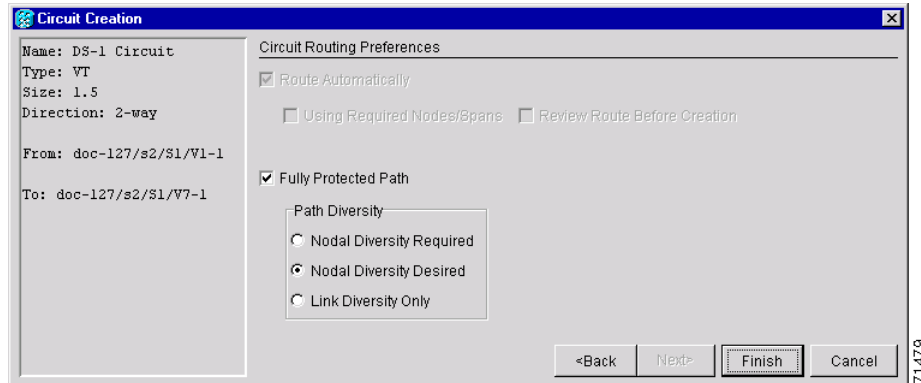 Circuit Creation
Name: DS-1 Circuit
Type: VT
Size: 1.5
Direction: 2-way
From: doc-127/s2/S1/V1-1
To: doc-127/s2/S1/V7-1
Circuit Routing Preferences
Route Automatically
Using Required Nodes/Spans Review Route Before Creation
Fully Protected Path
Path Diversity
Nodal Diversity Required
Nodal Diversity Desired
Link Diversity Only
<Back Next> Finish Cancel
71479